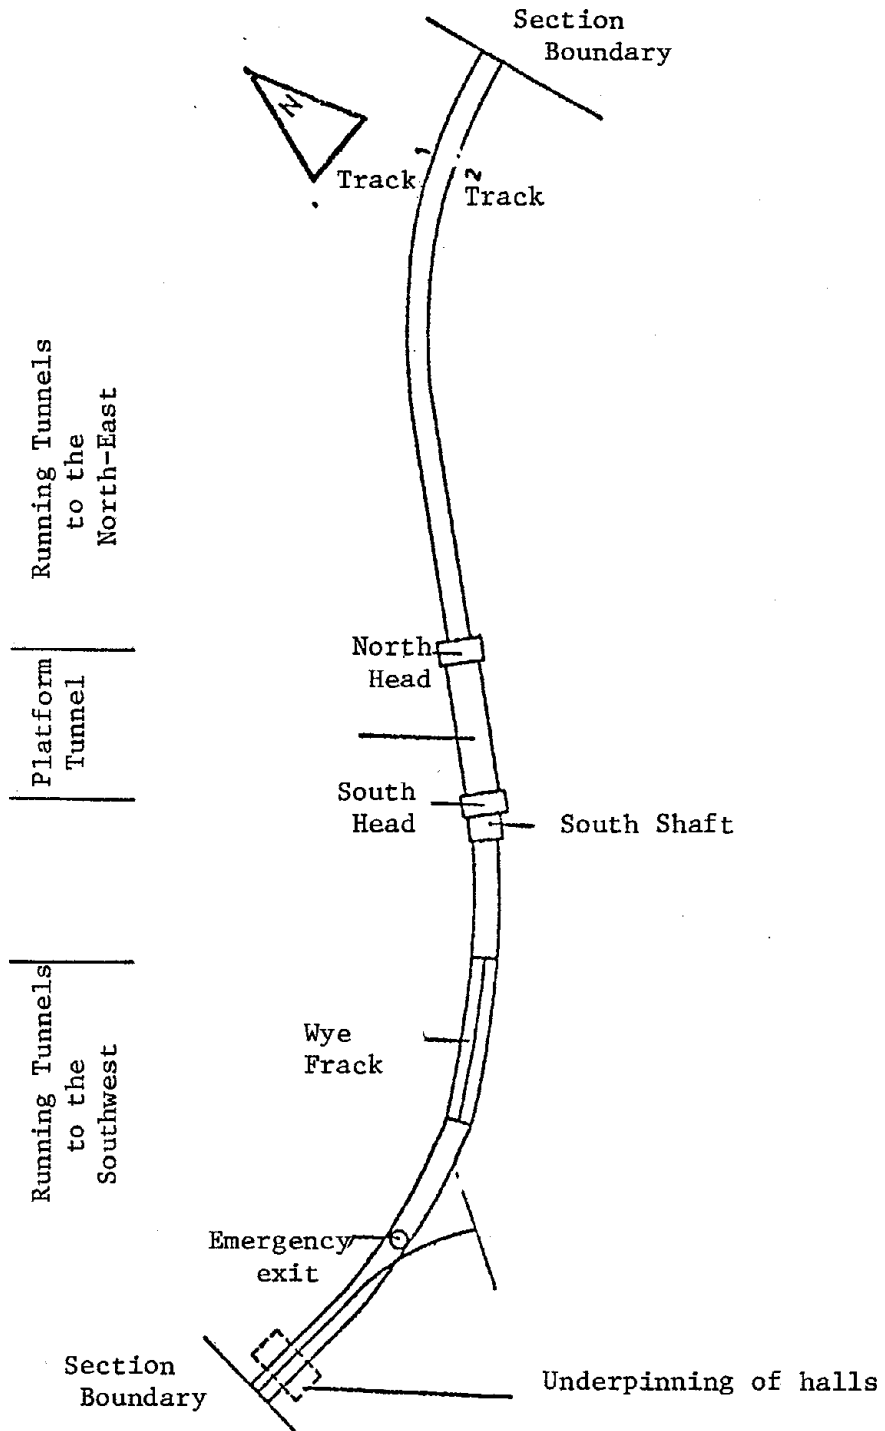 Section
Boundary
N
Track 1
2
Track
Running Tunnels
to the
North-East
North
Head
Platform
Tunnel
South
Head
South Shaft
Wye
Frack
Running Tunnels
to the
Southwest
Emergency
exit
Section
Boundary
Underpinning of halls